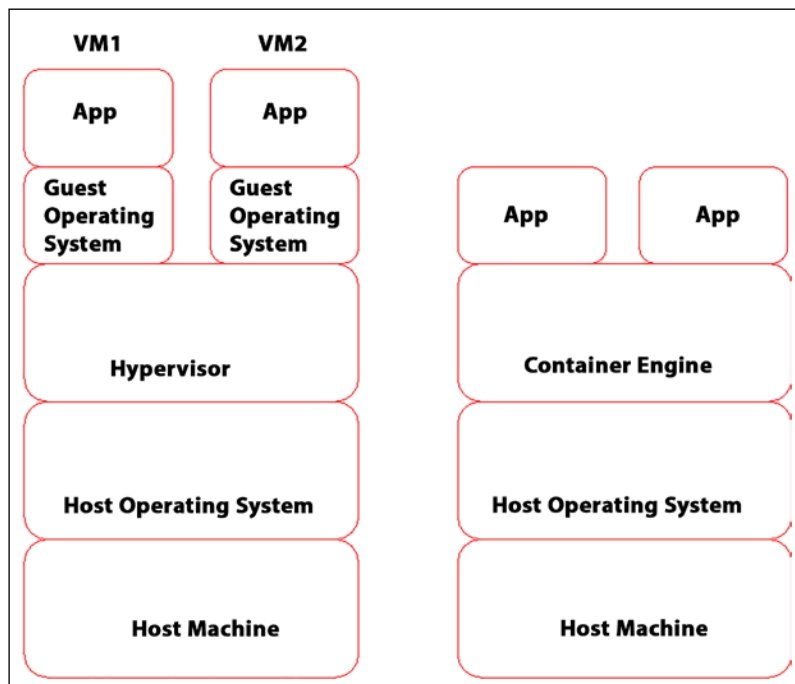 VM1 VM2
App App
Guest Operating System Guest Operating System
App App
Hypervisor
Container Engine
Host Operating System
Host Operating System
Host Machine
Host Machine